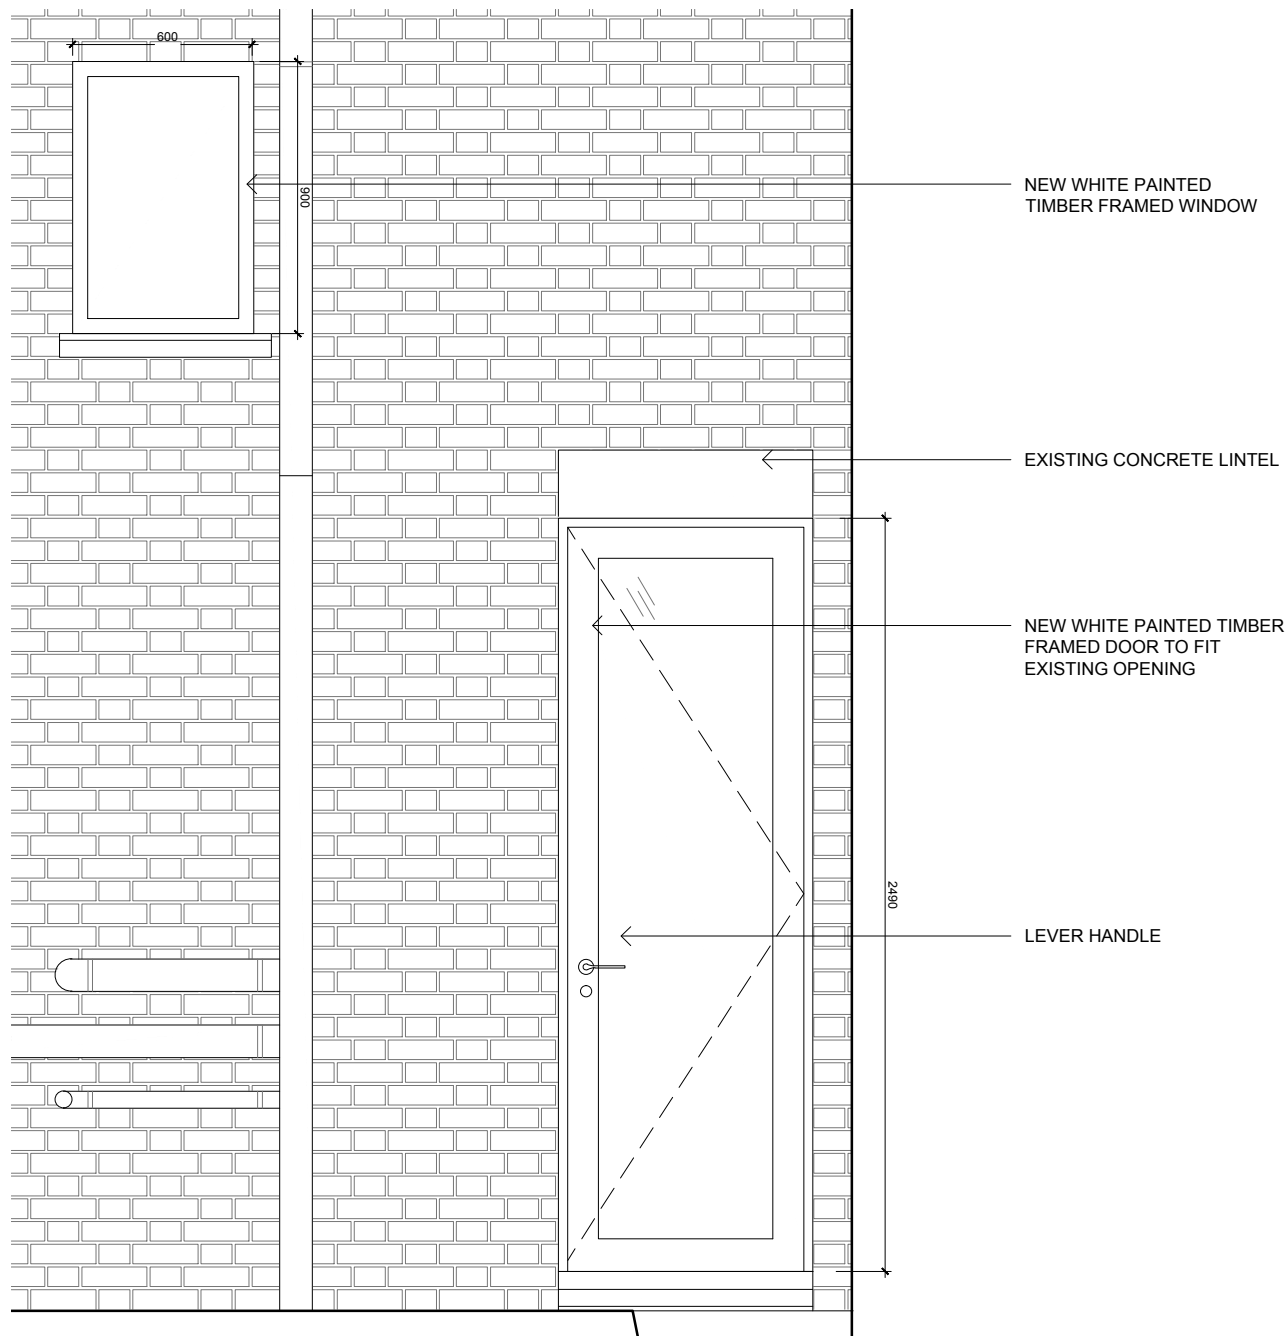 600
900
NEW WHITE PAINTED
TIMBER FRAMED WINDOW
EXISTING CONCRETE LINTEL
NEW WHITE PAINTED TIMBER
FRAMED DOOR TO FIT
EXISTING OPENING
2490
LEVER HANDLE